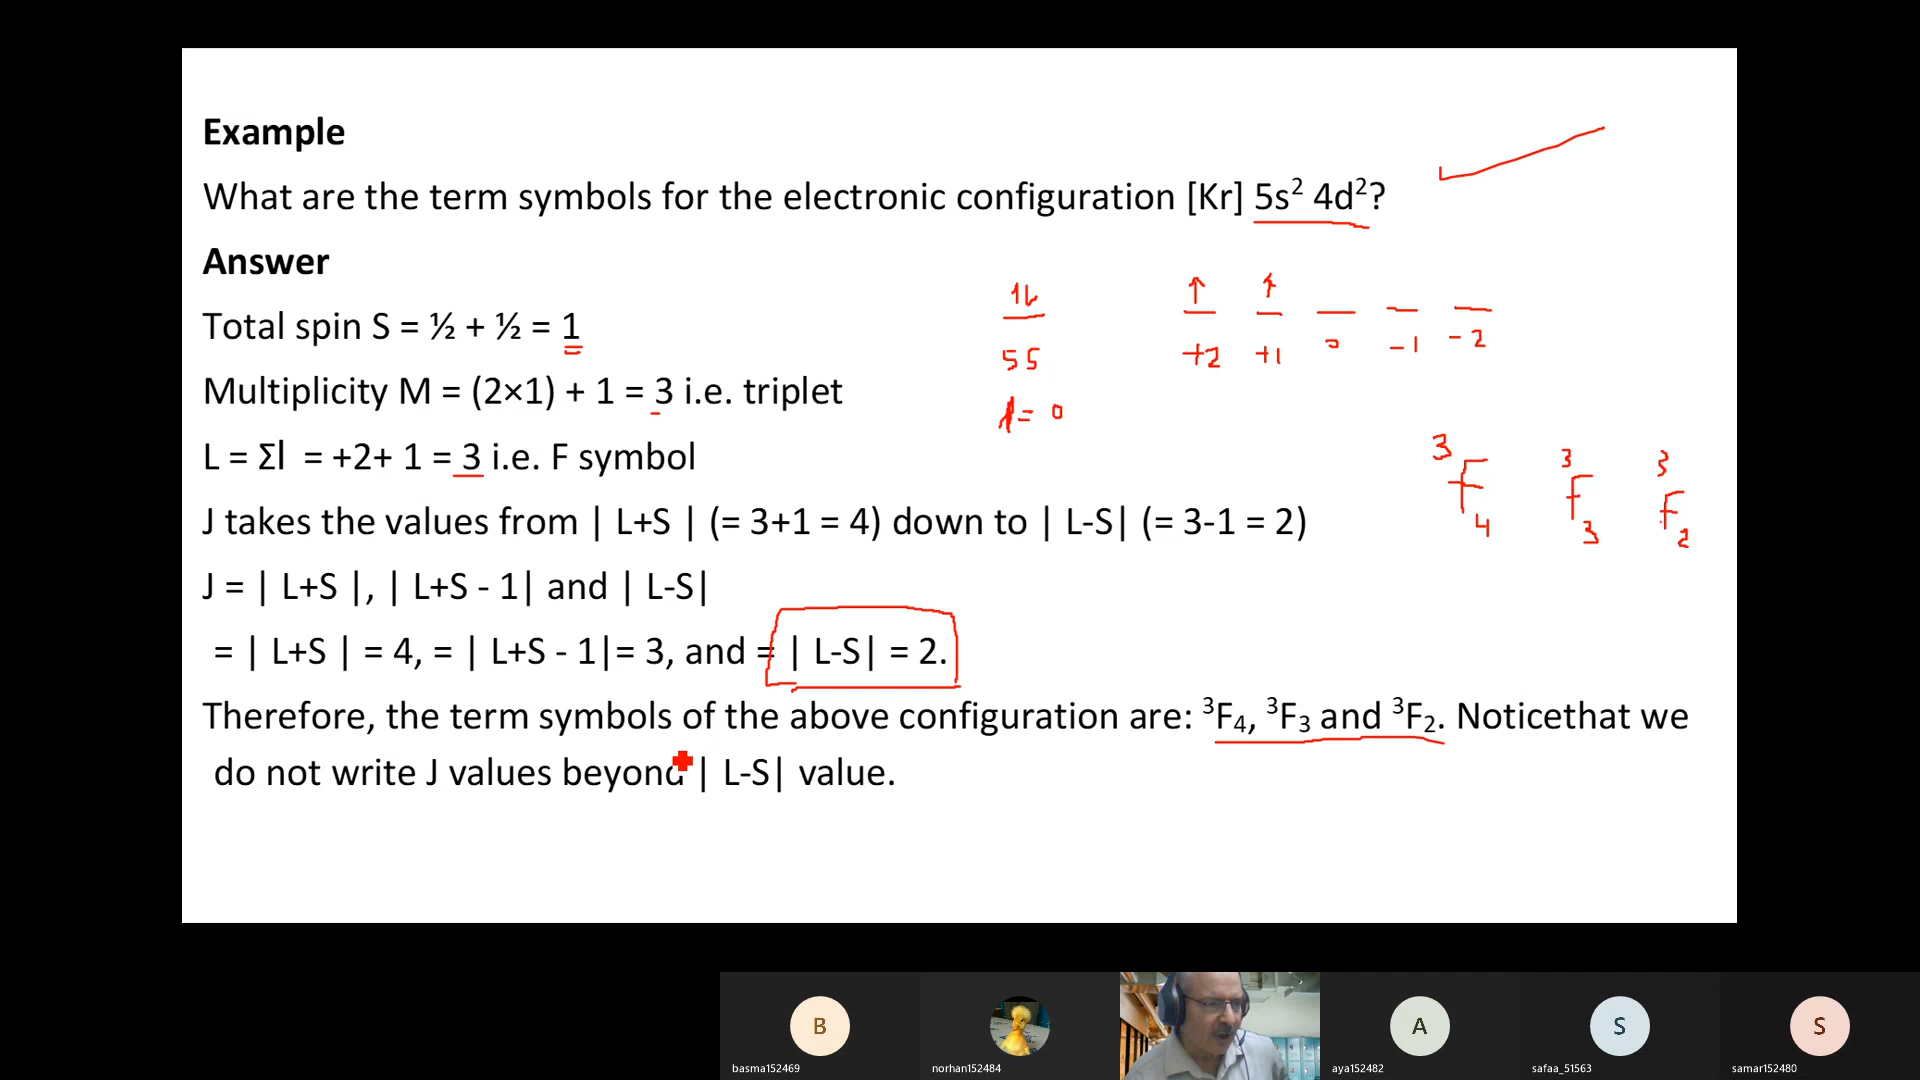 Example
What are the term symbols for the electronic configuration [Kr] 5s² 4d²?
Answer
Total spin S = ½ + ½ = 1
Multiplicity M = (2×1) + 1 = 3 i.e. triplet
L = Σl = +2+ 1 = 3 i.e. F symbol
J takes the values from | L+S | (= 3+1 = 4) down to | L-S| (= 3-1 = 2)
J = | L+S |, | L+S - 1| and | L-S|
= | L+S | = 4, = | L+S - 1|= 3, and = | L-S| = 2.
Therefore, the term symbols of the above configuration are: ³F₄, ³F₃ and ³F₂. Noticethat we
do not write J values beyond | L-S| value.
↑ ↑
+2 +1 0 -1 -2
5s
l = 0
³F₄ ³F₃ ³F₂
B
A
S
S
basma152469
norhan152484
aya152482
safaa_51563
samar152480